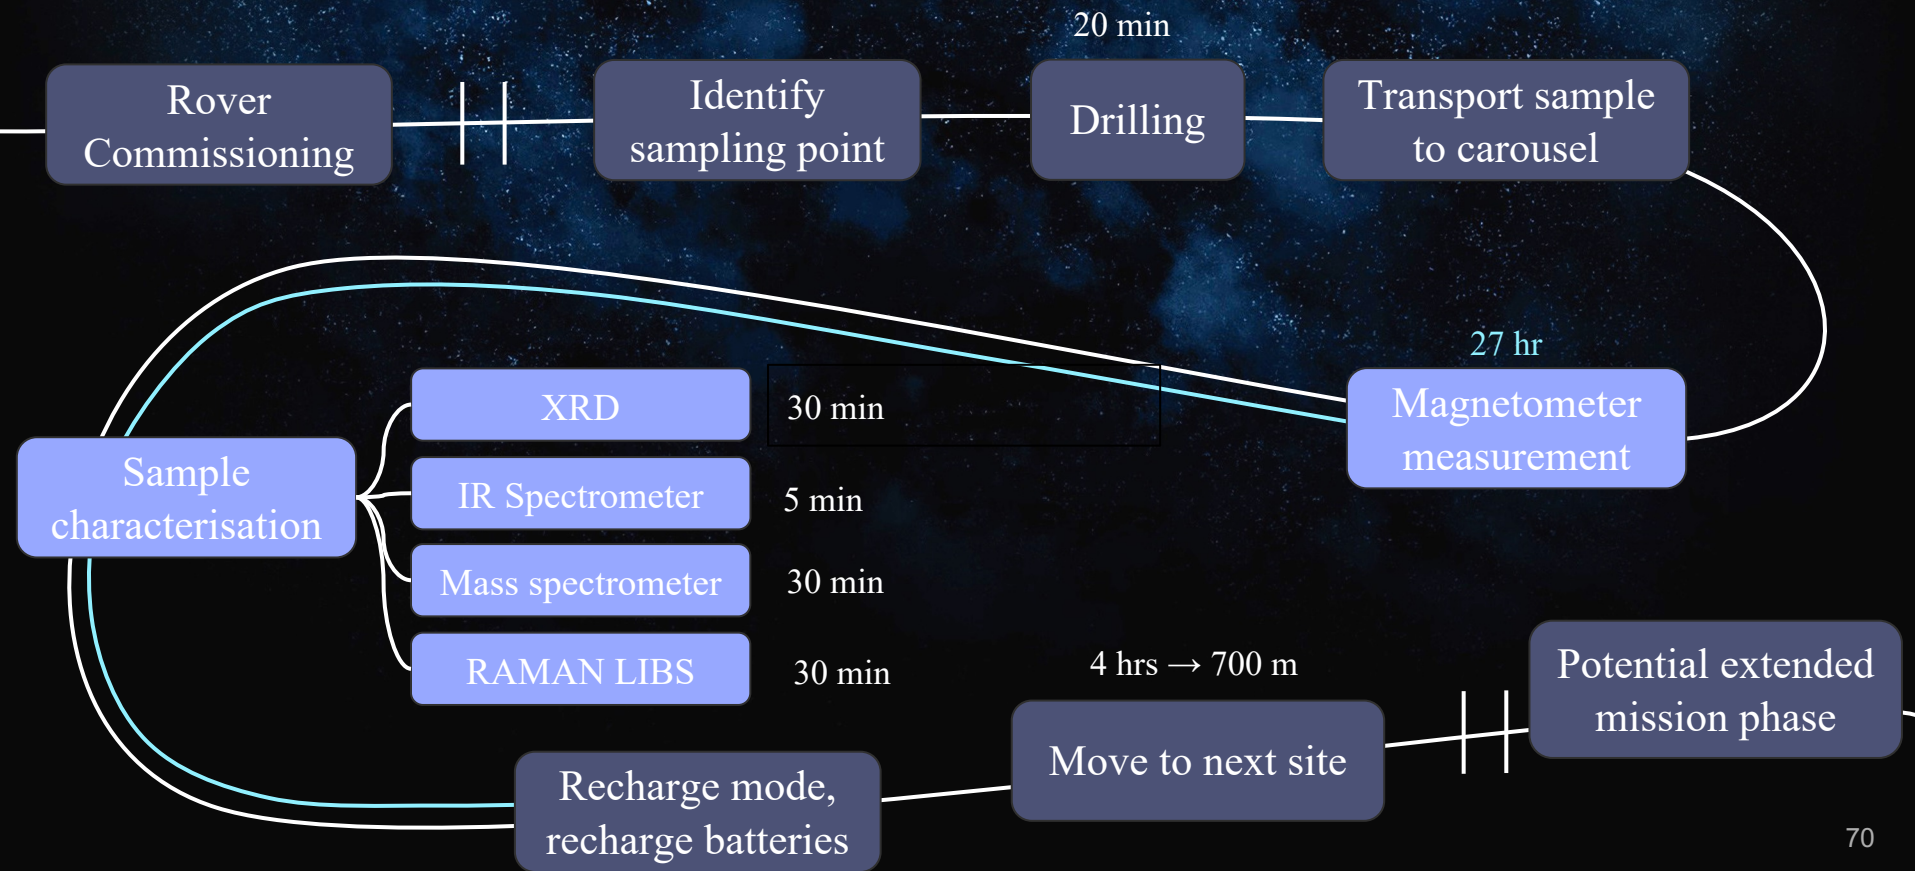 20 min
Rover
Commissioning
Identify
sampling point
Drilling
Transport sample
to carousel
27 hr
Magnetometer
measurement
Sample
characterisation
XRD
30 min
IR Spectrometer
5 min
Mass spectrometer
30 min
RAMAN LIBS
30 min
Recharge mode,
recharge batteries
4 hrs → 700 m
Move to next site
Potential extended
mission phase
70